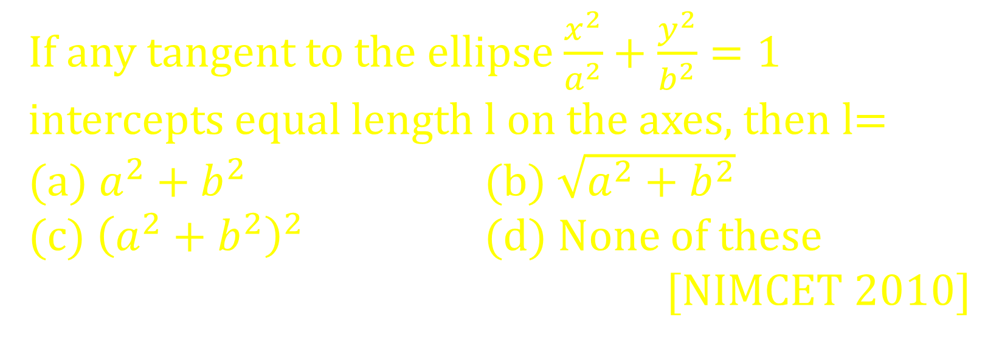 If any tangent to the ellipse \frac{x^2}{a^2} + \frac{y^2}{b^2} = 1
intercepts equal length l on the axes, then l=
(a) a^2 + b^2 (b) \sqrt{a^2 + b^2}
(c) (a^2 + b^2)^2 (d) None of these
[NIMCET 2010]